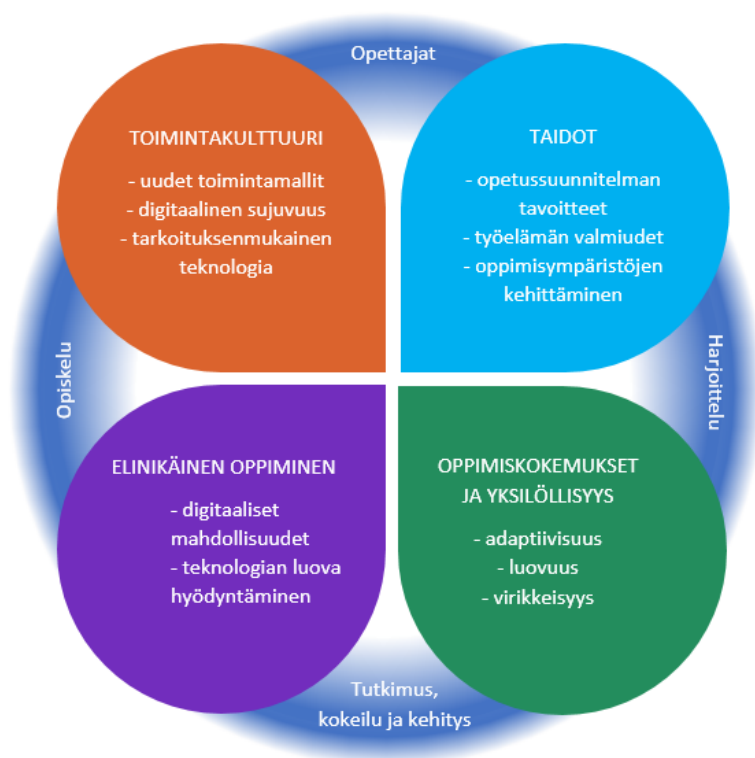 Opettajat
TOIMINTAKULTTUURI
- uudet toimintamallit
- digitaalinen sujuvuus
- tarkoituksenmukainen
teknologia
TAIDOT
- opetussuunnitelman
tavoitteet
- työelämän valmiudet
- oppimisympäristöjen
kehittäminen
Opiskelu
Harjoittelu
ELINIKÄINEN OPPIMINEN
- digitaaliset
mahdollisuudet
- teknologian luova
hyödyntäminen
OPPIMISKOKEMUKSET
JA YKSILÖLLISYYS
- adaptiivisuus
- luovuus
- virikkeisyys
Tutkimus,
kokeilu ja kehitys